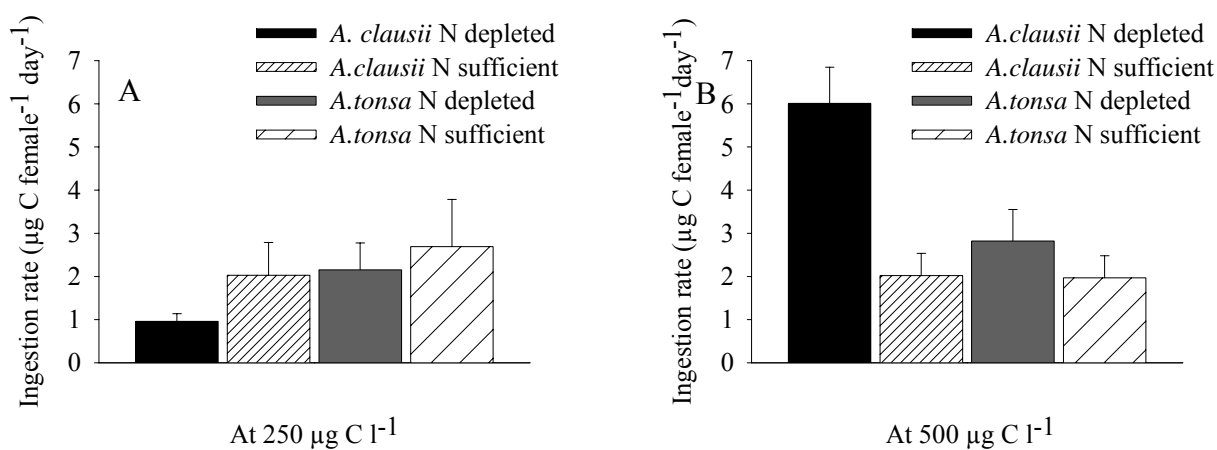 A. clausii N depleted
A.clausii N sufficient
A.tonsa N depleted
A.tonsa N sufficient
A
Ingestion rate (µg C female-1 day-1)
7
6
5
4
3
2
1
0
At 250 µg C l-1
A.clausii N depleted
A.clausii N sufficient
A.tonsa N depleted
A.tonsa N sufficient
B
Ingestion rate (µg C female-1day-1)
7
6
5
4
3
2
1
0
At 500 µg C l-1